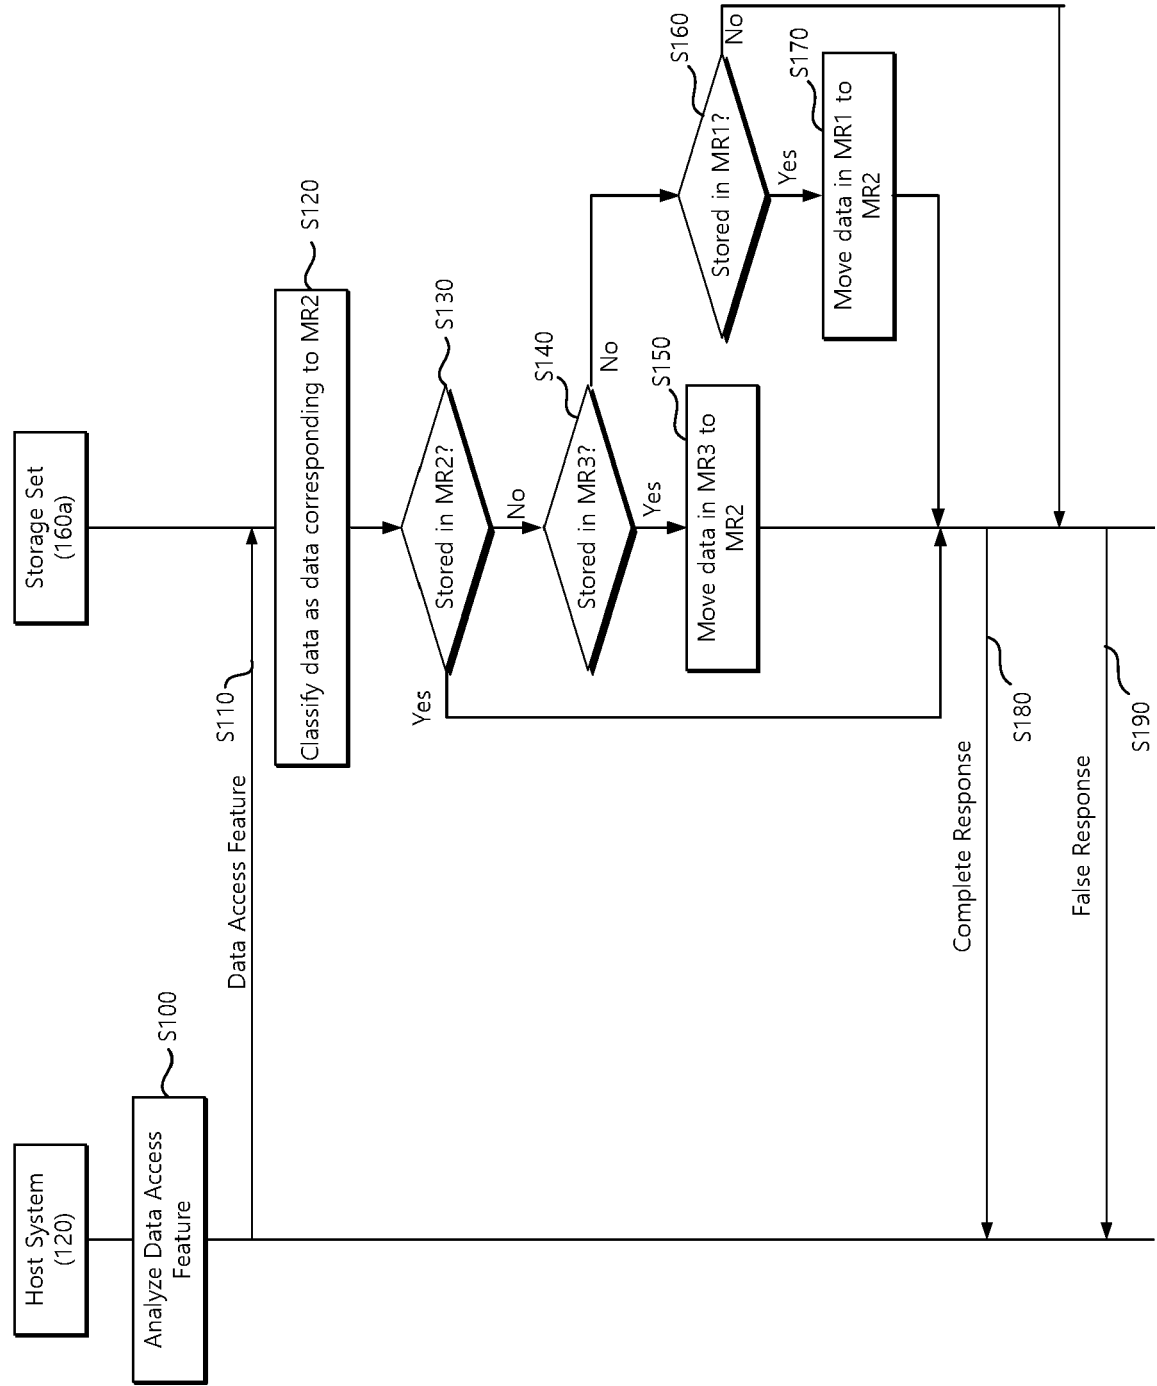 Host System
(120)
Storage Set
(160a)
Analyze Data Access
Feature
S100
Data Access Feature
S110
Classify data as data corresponding to MR2
S120
Stored in MR2?
S130
Yes
No
Stored in MR3?
S140
No
Yes
Move data in MR3 to
MR2
S150
Stored in MR1?
S160
No
Yes
Move data in MR1 to
MR2
S170
Complete Response
S180
False Response
S190